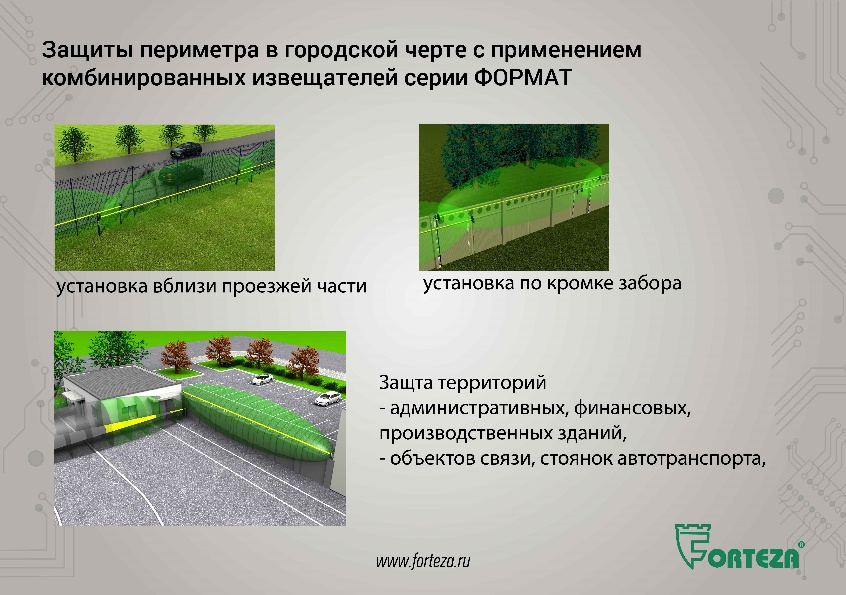 Защиты периметра в городской черте с применением
комбинированных извещателей серии ФОРМАТ
установка вблизи проезжей части
установка по кромке забора
Защта территорий
- административных, финансовых,
производственных зданий,
- объектов связи, стоянок автотранспорта,
www.forteza.ru
FORTEZA®